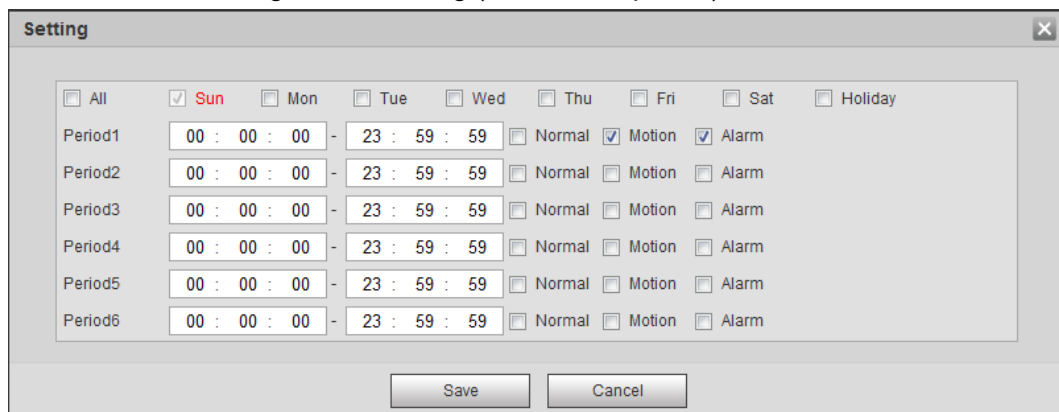 Setting
All Sun Mon Tue Wed Thu Fri Sat Holiday
Period1 00 : 00 : 00 - 23 : 59 : 59 Normal Motion Alarm
Period2 00 : 00 : 00 - 23 : 59 : 59 Normal Motion Alarm
Period3 00 : 00 : 00 - 23 : 59 : 59 Normal Motion Alarm
Period4 00 : 00 : 00 - 23 : 59 : 59 Normal Motion Alarm
Period5 00 : 00 : 00 - 23 : 59 : 59 Normal Motion Alarm
Period6 00 : 00 : 00 - 23 : 59 : 59 Normal Motion Alarm
Save Cancel